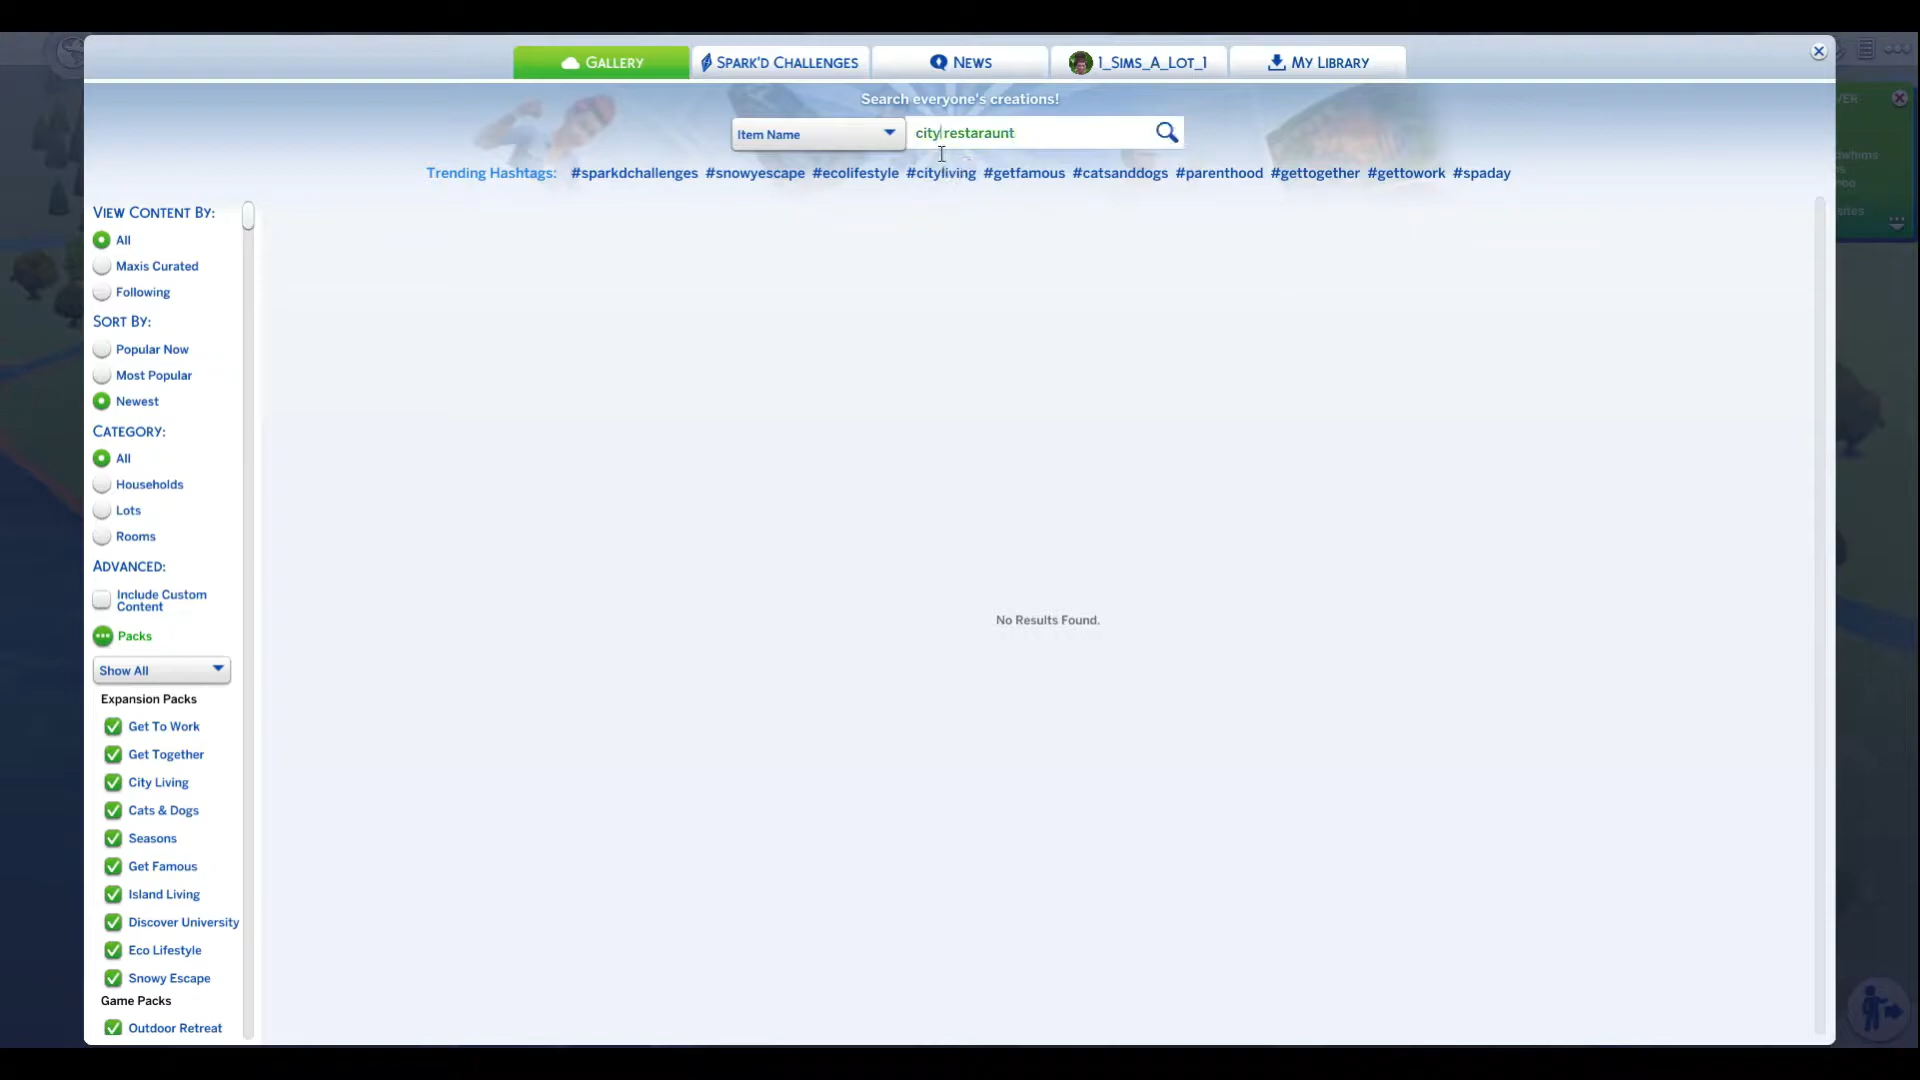 GALLERY
SPARK'D CHALLENGES
NEWS
1_SIMS_A_LOT_1
MY LIBRARY
Search everyone's creations!
Item Name
city restaraunt
Trending Hashtags: #sparkdchallenges #snowyescape #ecolifestyle #cityliving #getfamous #catsanddogs #parenthood #gettogether #gettowork #spaday
VIEW CONTENT BY:
All
Maxis Curated
Following
SORT BY:
Popular Now
Most Popular
Newest
CATEGORY:
All
Households
Lots
Rooms
ADVANCED:
Include Custom
Content
Packs
Show All
Expansion Packs
Get To Work
Get Together
City Living
Cats & Dogs
Seasons
Get Famous
Island Living
Discover University
Eco Lifestyle
Snowy Escape
Game Packs
Outdoor Retreat
No Results Found.